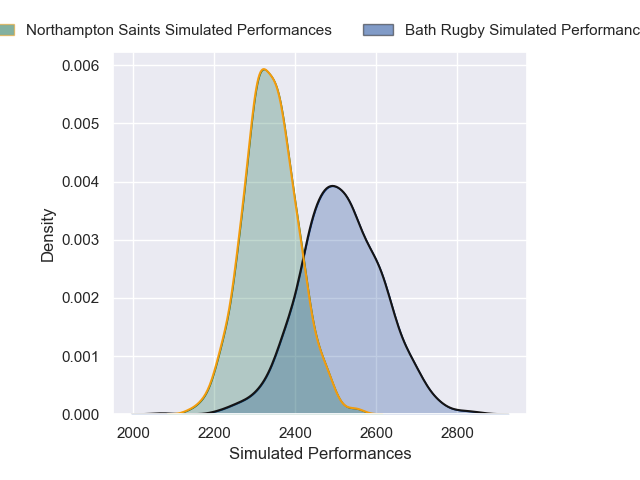 Northampton Saints Simulated Performances
Bath Rugby Simulated Performanc
0.006
0.005
0.004
0.003
0.002
0.001
0.000
Density
2000 2200 2400 2600 2800
Simulated Performances